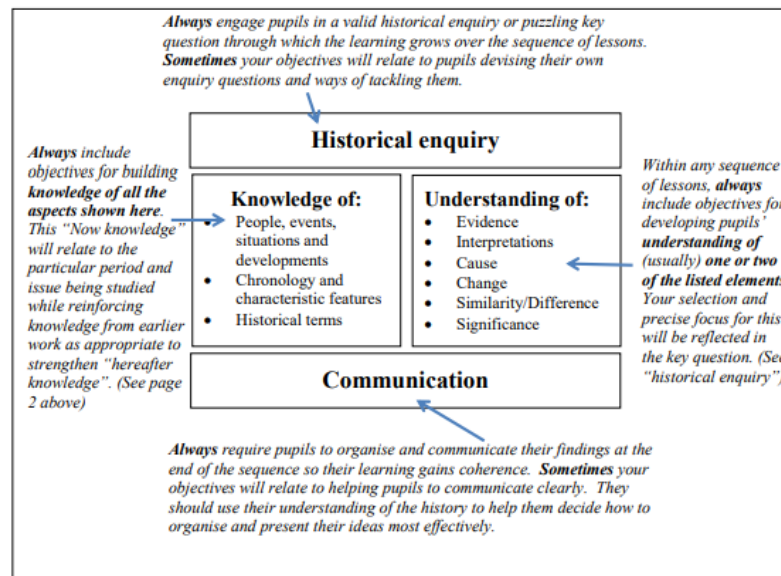 Always engage pupils in a valid historical enquiry or puzzling key
question through which the learning grows over the sequence of lessons.
Sometimes your objectives will relate to pupils devising their own
enquiry questions and ways of tackling them.
Historical enquiry
Always include
objectives for building
knowledge of all the
aspects shown here.
This “Now knowledge”
will relate to the
particular period and
issue being studied
while reinforcing
knowledge from earlier
work as appropriate to
strengthen “hereafter
knowledge”. (See page
2 above)
Knowledge of:
• People, events,
situations and
developments
• Chronology and
characteristic features
• Historical terms
Understanding of:
• Evidence
• Interpretations
• Cause
• Change
• Similarity/Difference
• Significance
Within any sequence
of lessons, always
include objectives for
developing pupils’
understanding of
(usually) one or two
of the listed elements
Your selection and
precise focus for this
will be reflected in
the key question. (See
“historical enquiry”)
Communication
Always require pupils to organise and communicate their findings at the
end of the sequence so their learning gains coherence. Sometimes your
objectives will relate to helping pupils to communicate clearly. They
should use their understanding of the history to help them decide how to
organise and present their ideas most effectively.